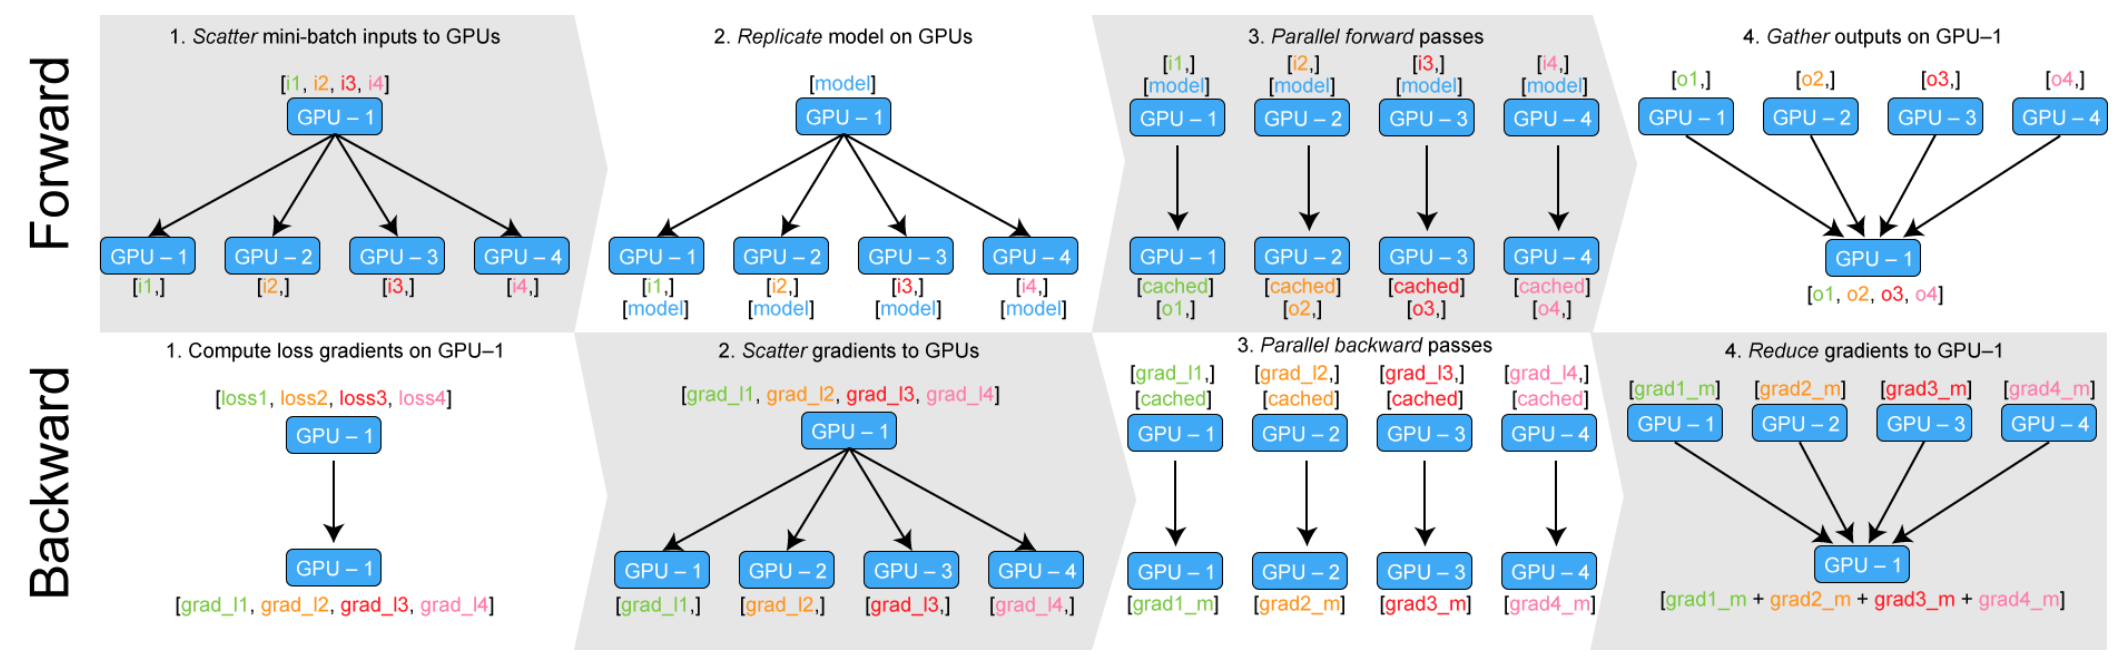 Forward
1. Scatter mini-batch inputs to GPUs
[i1, i2, i3, i4]
GPU – 1
GPU – 1 GPU – 2 GPU – 3 GPU – 4
[i1,] [i2,] [i3,] [i4,]
2. Replicate model on GPUs
[model]
GPU – 1
GPU – 1 GPU – 2 GPU – 3 GPU – 4
[i1,] [i2,] [i3,] [i4,]
[model] [model] [model] [model]
3. Parallel forward passes
[i1,] [i2,] [i3,] [i4,]
[model] [model] [model] [model]
GPU – 1 GPU – 2 GPU – 3 GPU – 4
GPU – 1 GPU – 2 GPU – 3 GPU – 4
[cached] [cached] [cached] [cached]
[o1,] [o2,] [o3,] [o4,]
4. Gather outputs on GPU–1
[o1,] [o2,] [o3,] [o4,]
GPU – 1 GPU – 2 GPU – 3 GPU – 4
GPU – 1
[o1, o2, o3, o4]
Backward
1. Compute loss gradients on GPU–1
[loss1, loss2, loss3, loss4]
GPU – 1
GPU – 1
[grad_l1, grad_l2, grad_l3, grad_l4]
2. Scatter gradients to GPUs
[grad_l1, grad_l2, grad_l3, grad_l4]
GPU – 1
GPU – 1 GPU – 2 GPU – 3 GPU – 4
[grad_l1,] [grad_l2,] [grad_l3,] [grad_l4,]
3. Parallel backward passes
[grad_l1,] [grad_l2,] [grad_l3,] [grad_l4,]
[cached] [cached] [cached] [cached]
GPU – 1 GPU – 2 GPU – 3 GPU – 4
GPU – 1 GPU – 2 GPU – 3 GPU – 4
[grad1_m] [grad2_m] [grad3_m] [grad4_m]
4. Reduce gradients to GPU–1
[grad1_m] [grad2_m] [grad3_m] [grad4_m]
GPU – 1 GPU – 2 GPU – 3 GPU – 4
GPU – 1
[grad1_m + grad2_m + grad3_m + grad4_m]